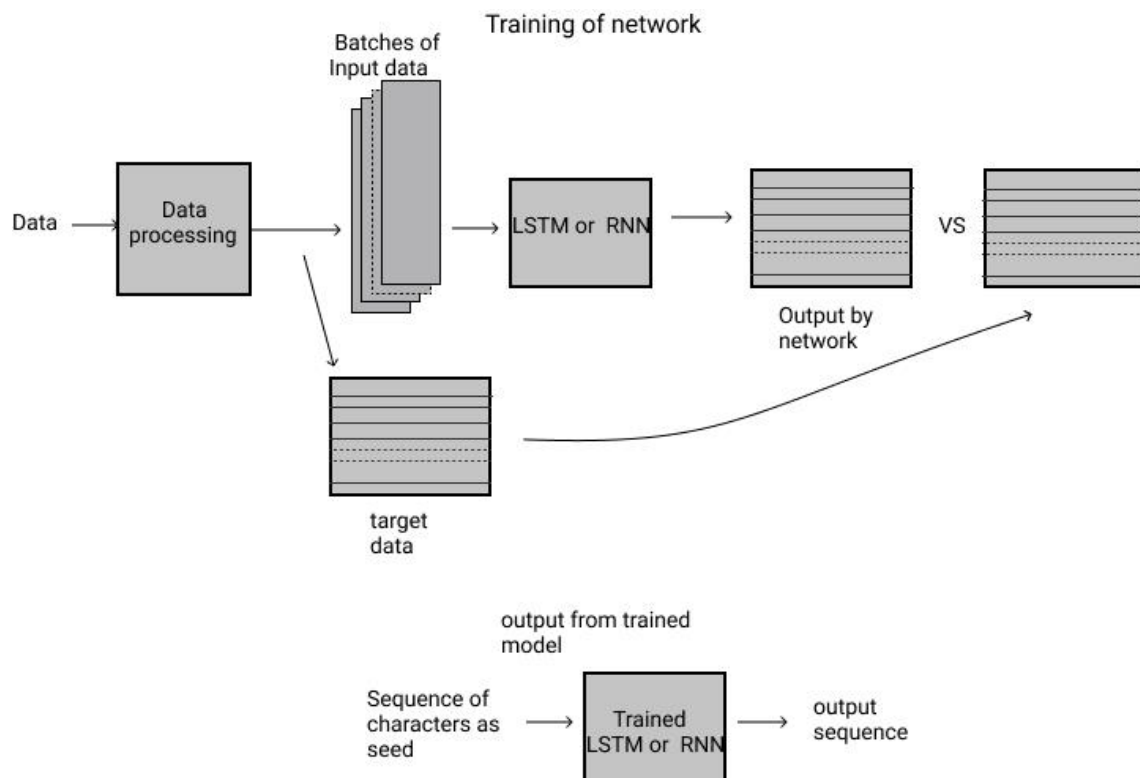 Training of network
Batches of
Input data
Data
Data
processing
LSTM or RNN
VS
Output by
network
target
data
output from trained
model
Sequence of
characters as
seed
Trained
LSTM or RNN
output
sequence